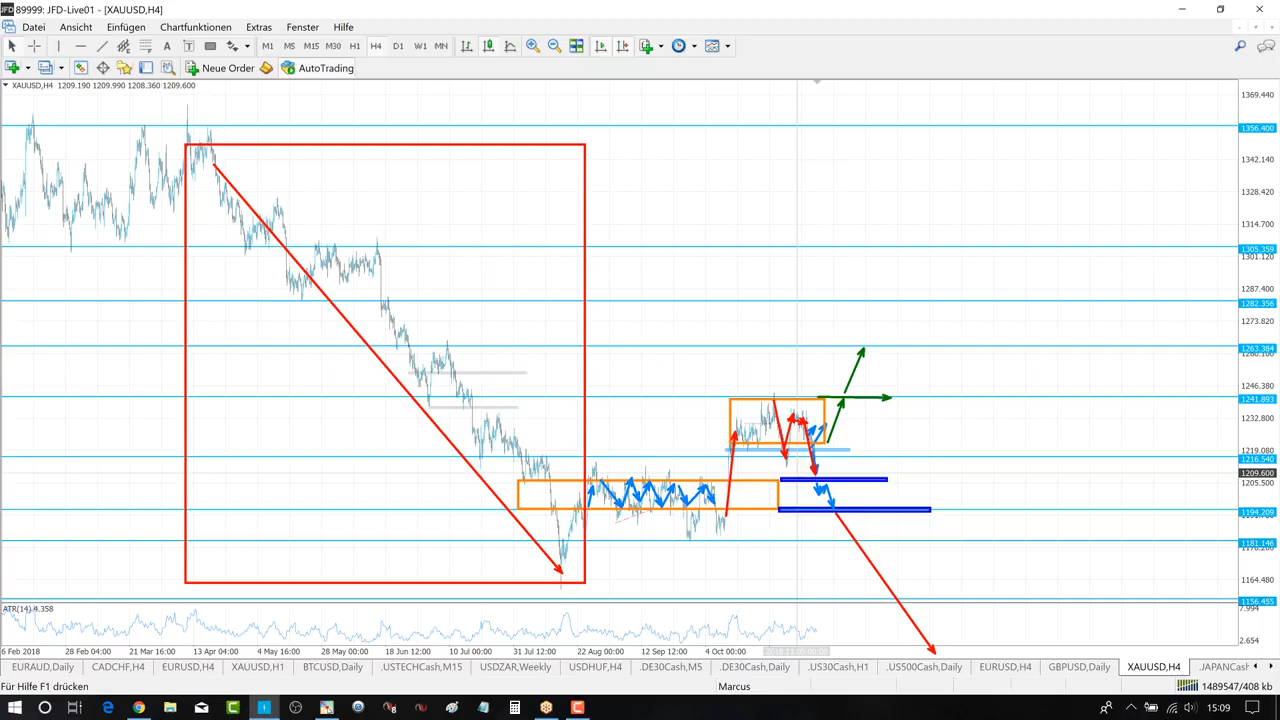 89999: JFD-Live01 - [XAUUSD,H4]
Datei Ansicht Einfügen Chartfunktionen Extras Fenster Hilfe
A T M1 M5 M15 M30 H1 H4 D1 W1 MN
New Order AutoTrading
XAUUSD,H4 1209.190 1209.990 1208.360 1209.600
1369.440
1356.400
1342.140
1328.420
1314.700
1305.359
1301.120
1287.400
1282.356
1273.820
1263.384
1246.380
1241.893
1232.800
1219.080
1216.540
1209.600
1205.500
1194.209
1181.146
1164.480
1156.455
ATR(14) 4.358
7.994
2.654
6 Feb 2018 28 Feb 04:00 21 Mar 16:00 13 Apr 04:00 4 May 16:00 28 May 00:00 18 Jun 12:00 10 Jul 00:00 31 Jul 12:00 22 Aug 00:00 12 Sep 12:00 4 Oct 00:00
EURAUD,Daily CADCHF,H4 EURUSD,H4 XAUUSD,H1 BTCUSD,Daily .USTECHCash,M15 USDZAR,Weekly USDHUF,H4 .DE30Cash,M5 .DE30Cash,Daily .US30Cash,H1 .US500Cash,Daily EURUSD,H4 GBPUSD,Daily XAUUSD,H4 .JAPANCash
Für Hilfe F1 drücken Marcus 1489547/408 kb
15:09